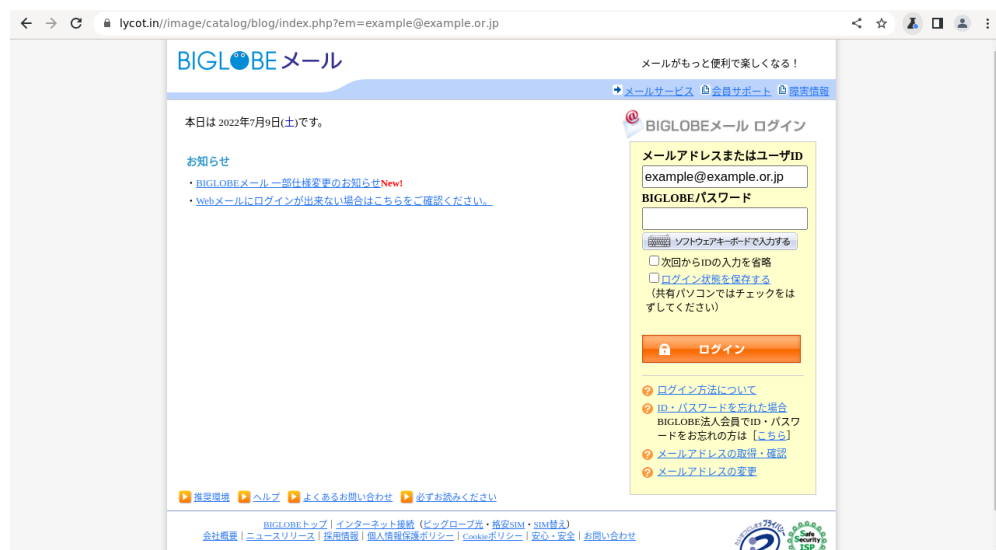 lycot.in//image/catalog/blog/index.php?em=example@example.or.jp
BIGLOBEメール
メールがもっと便利で楽しくなる！
メールサービス 会員サポート 障害情報
本日は 2022年7月9日(土)です。
お知らせ
・BIGLOBEメール 一部仕様変更のお知らせNew!
・Webメールにログインが出来ない場合はこちらをご確認ください。
@ BIGLOBEメール ログイン
メールアドレスまたはユーザID
example@example.or.jp
BIGLOBEパスワード
ソフトウェアキーボードで入力する
次回からIDの入力を省略
ログイン状態を保存する
（共有パソコンではチェックをは
ずしてください）
ログイン
? ログイン方法について
? ID・パスワードを忘れた場合
BIGLOBE法人会員でID・パスワ
ードをお忘れの方は［こちら］
? メールアドレスの取得・確認
? メールアドレスの変更
推奨環境 ヘルプ よくあるお問い合わせ 必ずお読みください
BIGLOBEトップ｜インターネット接続（ビッグローブ光・格安SIM・SIM替え）
会社概要｜ニュースリリース｜採用情報｜個人情報保護ポリシー｜Cookieポリシー｜安心・安全｜お問い合わせ
プライバシー
Safe
Security
ISP